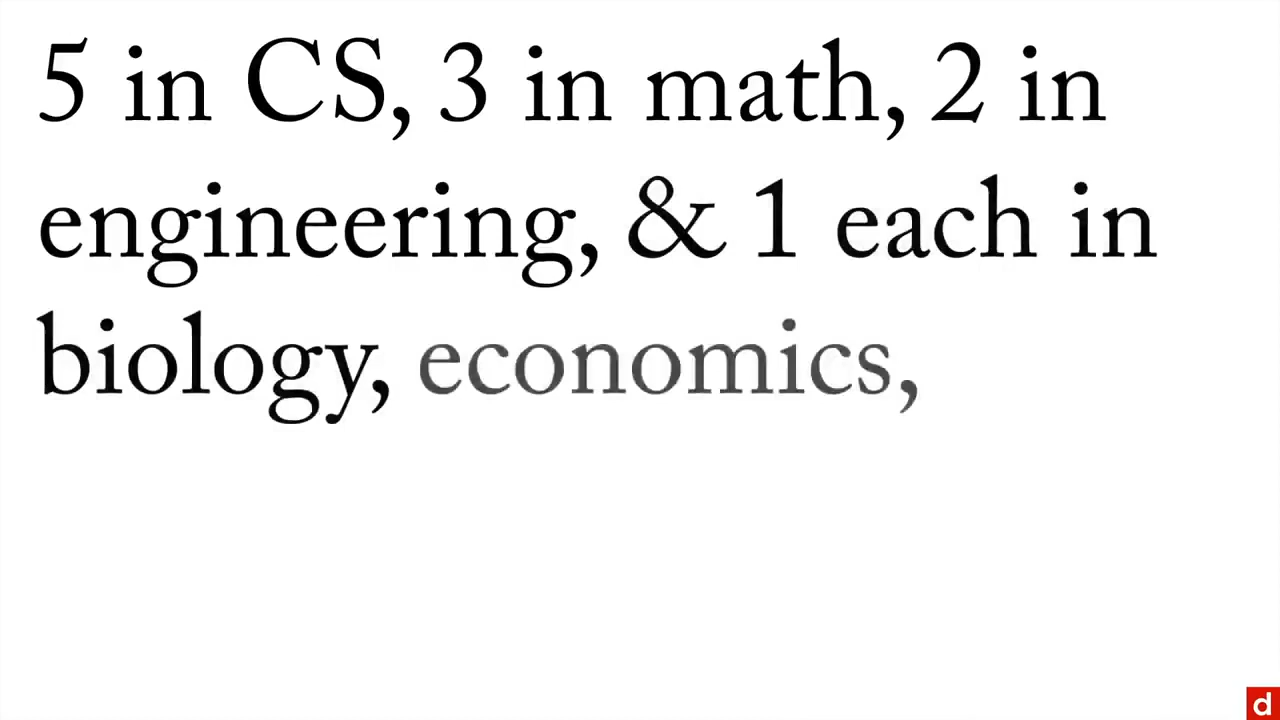 5 in CS, 3 in math, 2 in
engineering, & 1 each in
biology, economics,
d